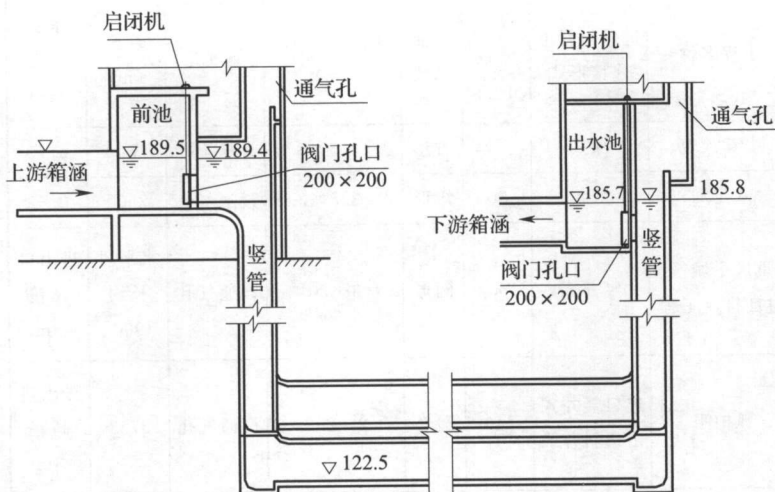 启闭机
前池
通气孔
189.5
189.4
上游箱涵
阀门孔口
200×200
竖管
启闭机
通气孔
出水池
185.7
185.8
下游箱涵
竖管
阀门孔口
200×200
122.5